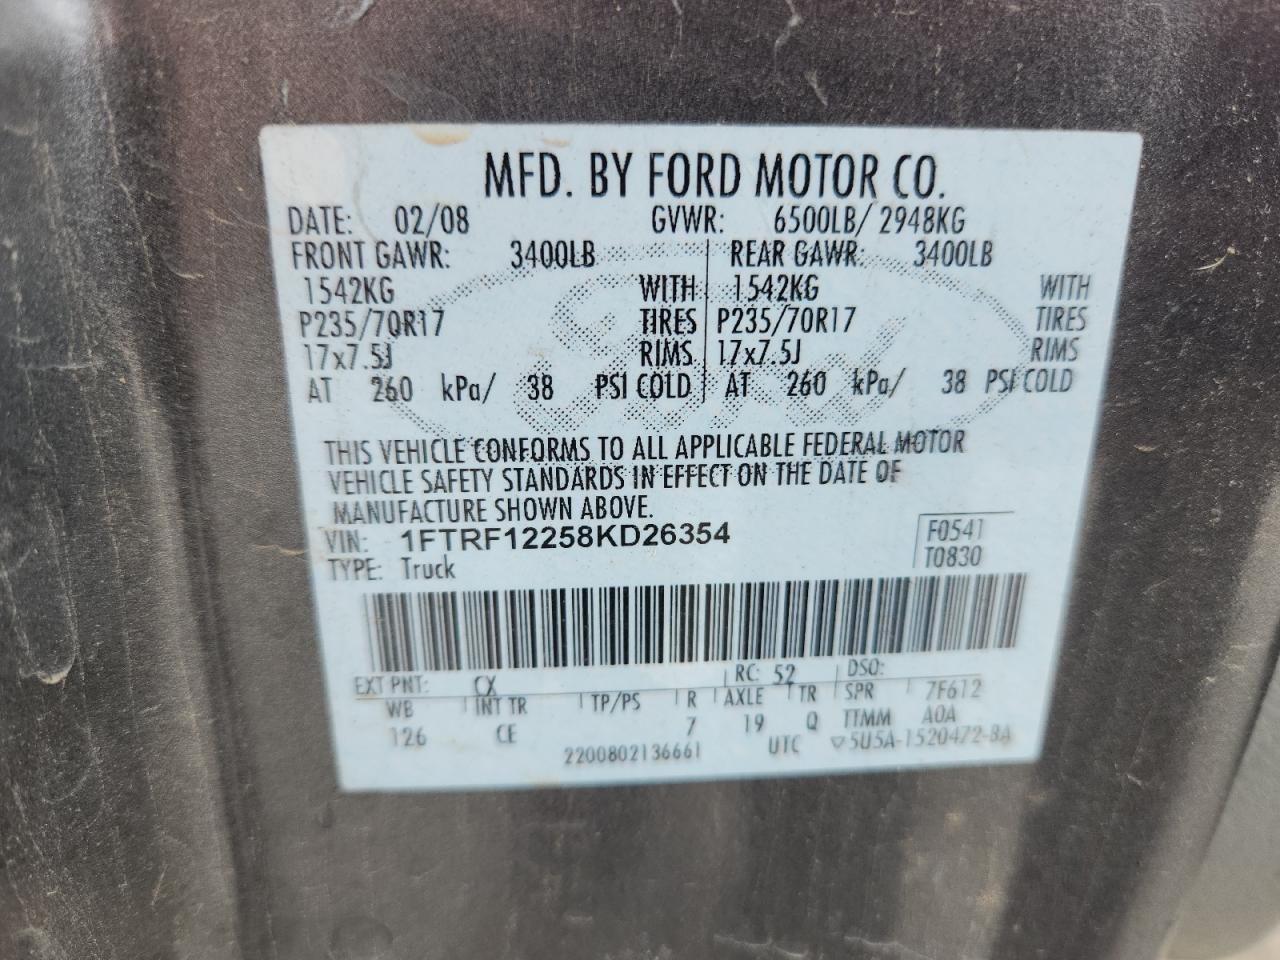 MFD. BY FORD MOTOR CO.
DATE: 02/08 GVWR: 6500LB/ 2948KG
FRONT GAWR: 3400LB REAR GAWR: 3400LB
1542KG WITH 1542KG WITH
P235/70R17 TIRES P235/70R17 TIRES
17x7.5J RIMS 17x7.5J RIMS
AT 260 kPa/ 38 PSI COLD AT 260 kPa/ 38 PSI COLD
THIS VEHICLE CONFORMS TO ALL APPLICABLE FEDERAL MOTOR
VEHICLE SAFETY STANDARDS IN EFFECT ON THE DATE OF
MANUFACTURE SHOWN ABOVE.
VIN: 1FTRF12258KD26354 F0541
TYPE: Truck T0830
EXT PNT: CX RC: 52 DSO:
WB INT TR TP/PS R AXLE TR SPR 7F612
126 CE 7 19 Q TTMM A0A
2200802136661 UTC ▽5U5A-1520472-BA